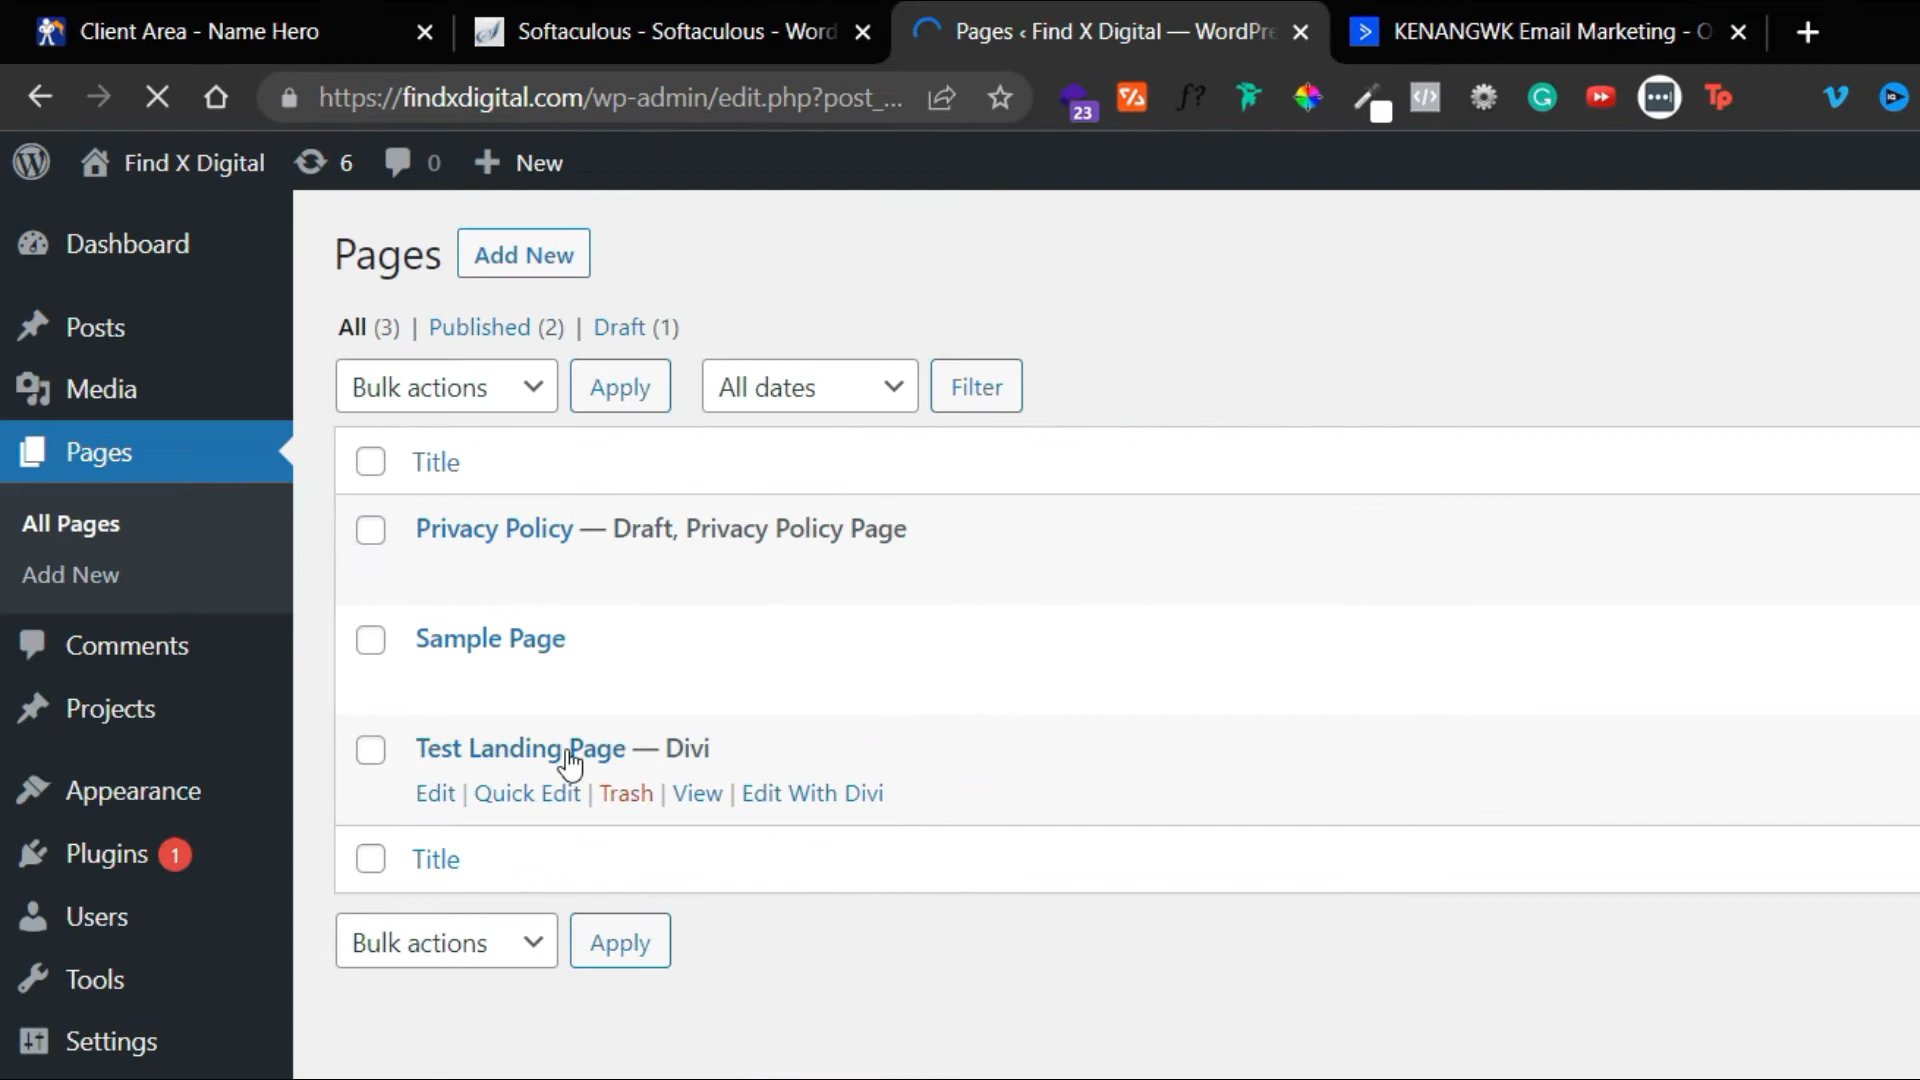 Client Area - Name Hero
Softaculous - Softaculous - Word
Pages ‹ Find X Digital — WordPre
KENANGWK Email Marketing - O
https://findxdigital.com/wp-admin/edit.php?post_...
23
f?
G
Tp
Find X Digital
6
0
New
Dashboard
Posts
Media
Pages
All Pages
Add New
Comments
Projects
Appearance
Plugins 1
Users
Tools
Settings
Pages Add New
All (3) | Published (2) | Draft (1)
Bulk actions Apply All dates Filter
Title
Privacy Policy — Draft, Privacy Policy Page
Sample Page
Test Landing Page — Divi
Edit | Quick Edit | Trash | View | Edit With Divi
Title
Bulk actions Apply